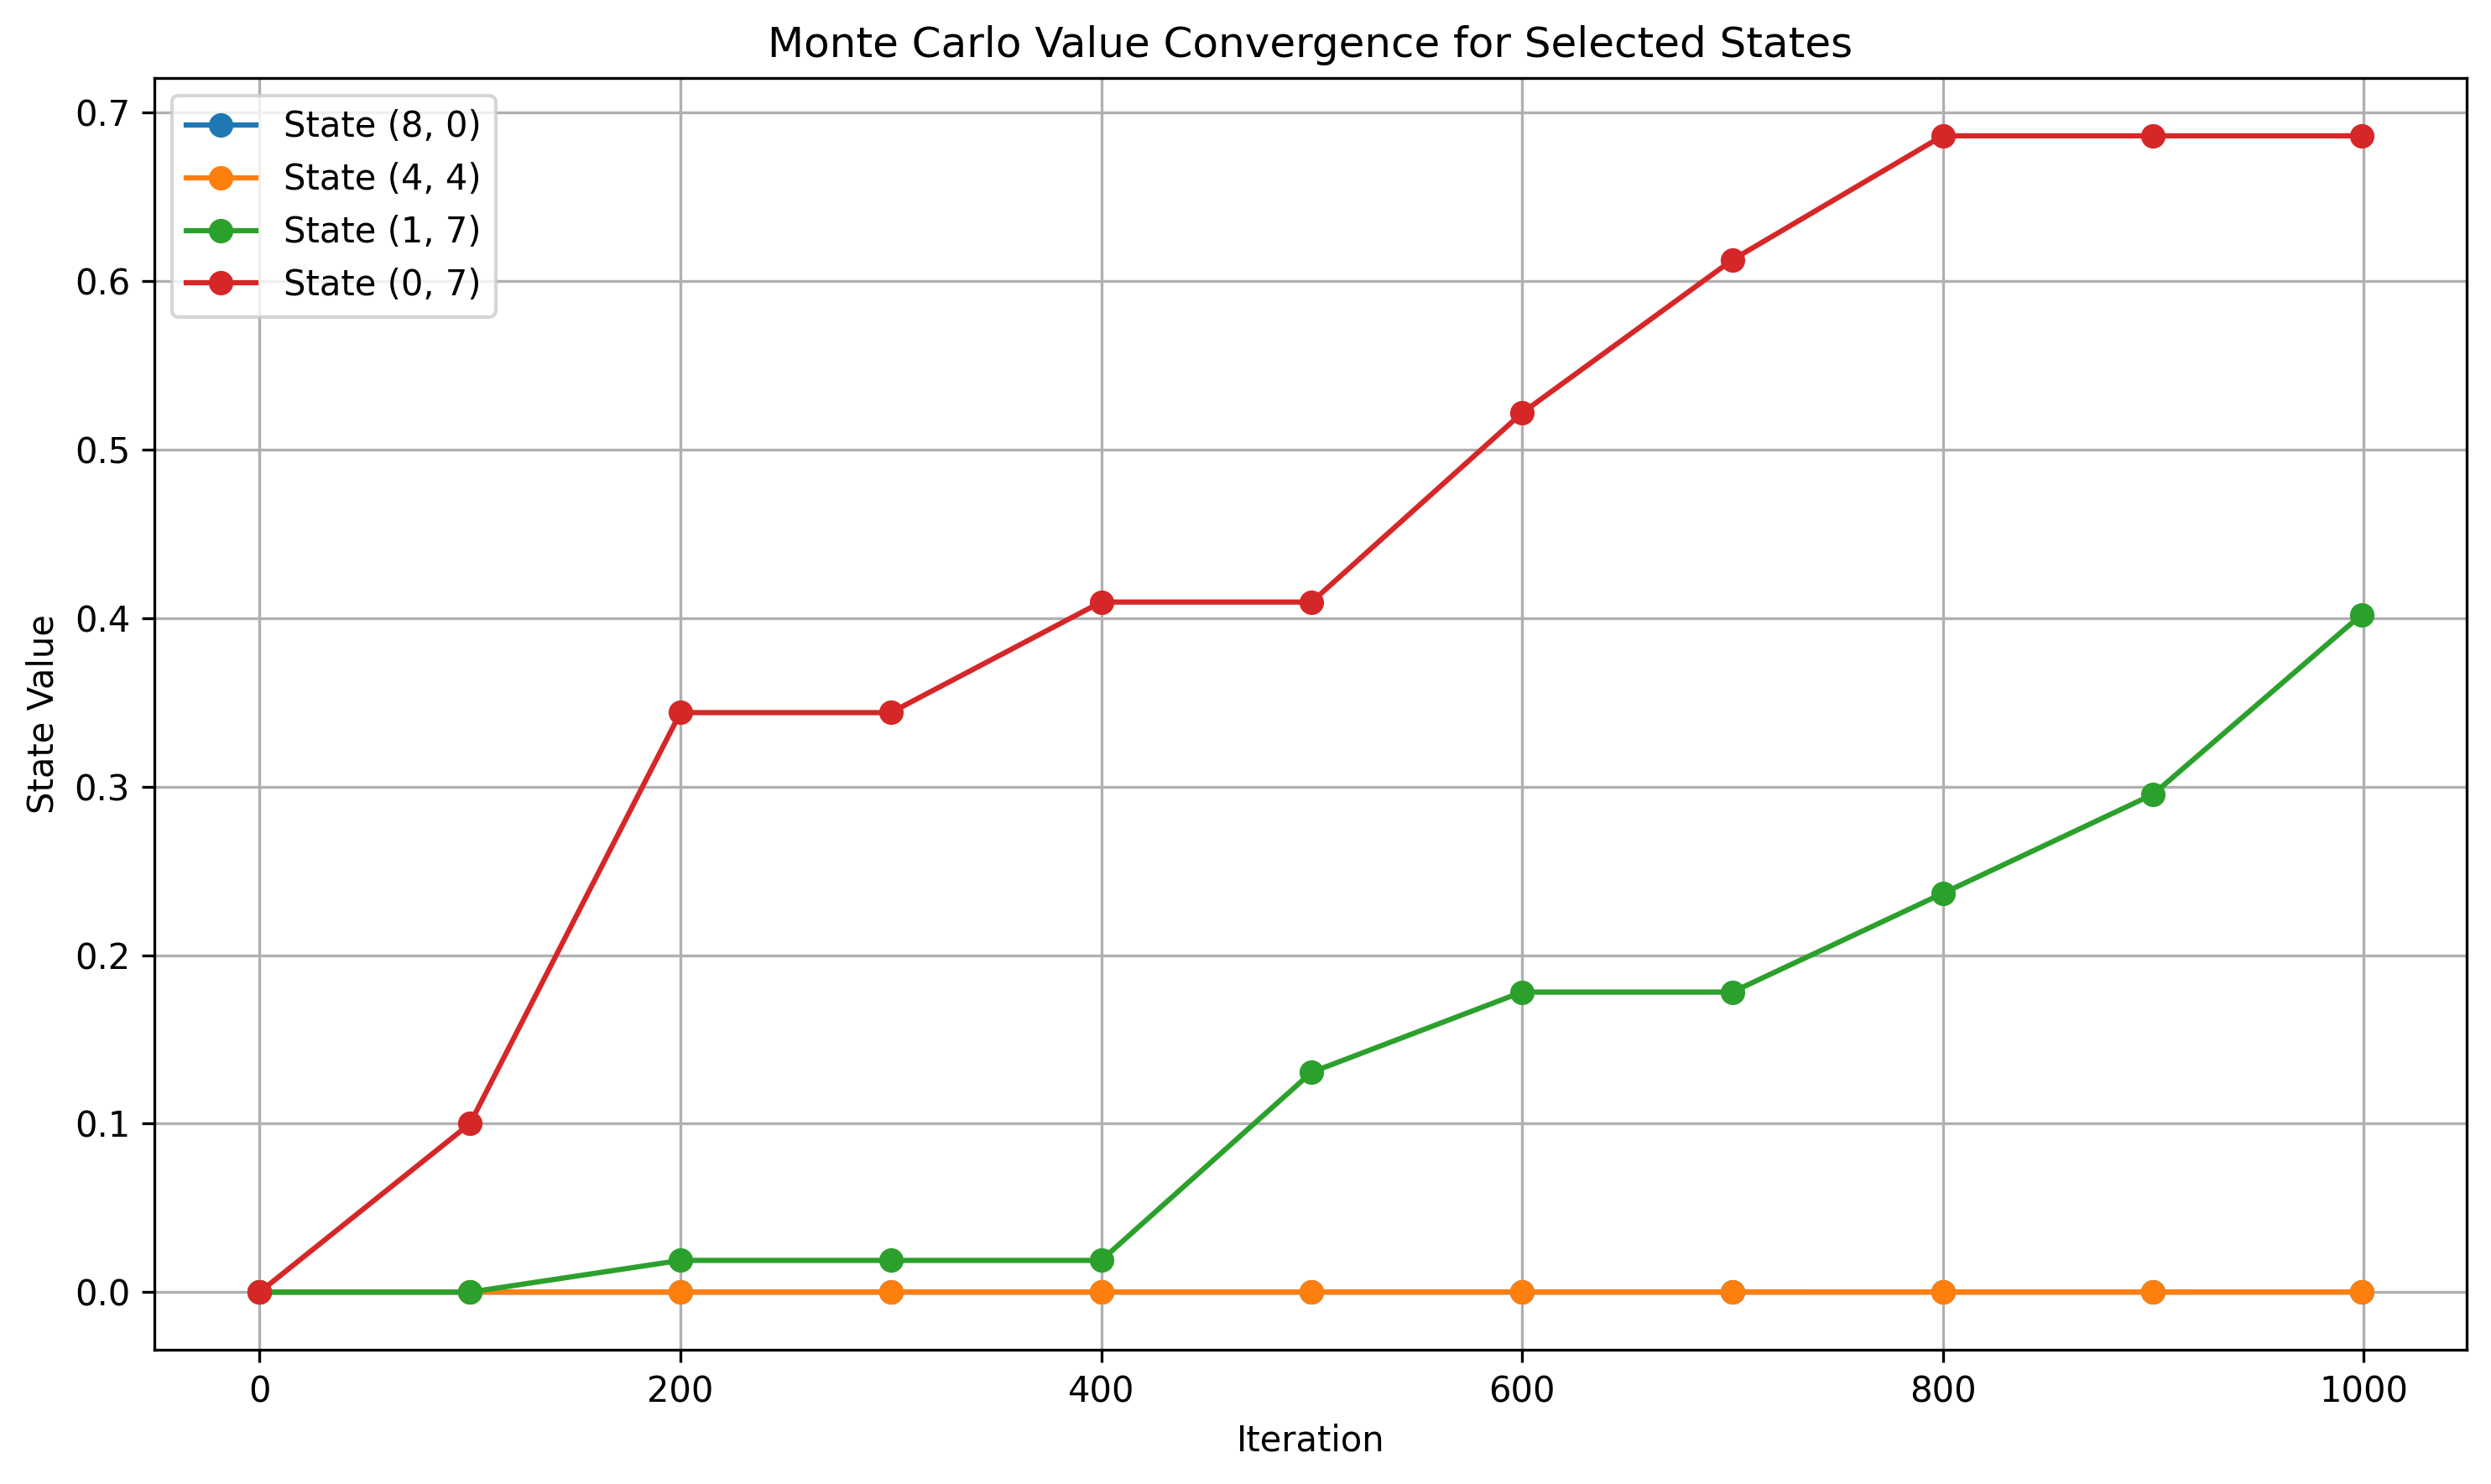 Monte Carlo Value Convergence for Selected States
State (8, 0)
State (4, 4)
State (1, 7)
State (0, 7)
State Value
0.7
0.6
0.5
0.4
0.3
0.2
0.1
0.0
0 200 400 600 800 1000
Iteration